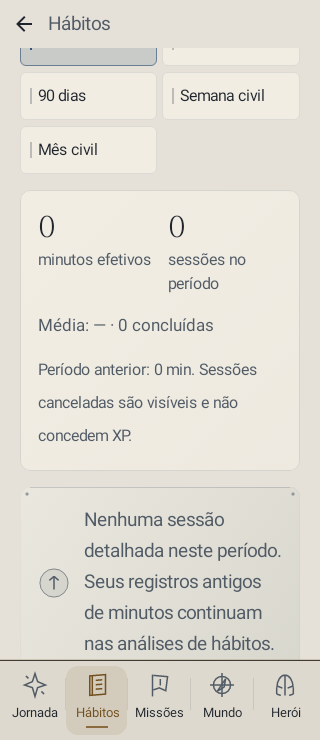 Hábitos
90 dias
Semana civil
Mês civil
0
minutos efetivos
0
sessões no
período
Média: — · 0 concluídas
Período anterior: 0 min. Sessões
canceladas são visíveis e não
concedem XP.
Nenhuma sessão
detalhada neste período.
Seus registros antigos
de minutos continuam
nas análises de hábitos.
Jornada
Hábitos
Missões
Mundo
Herói